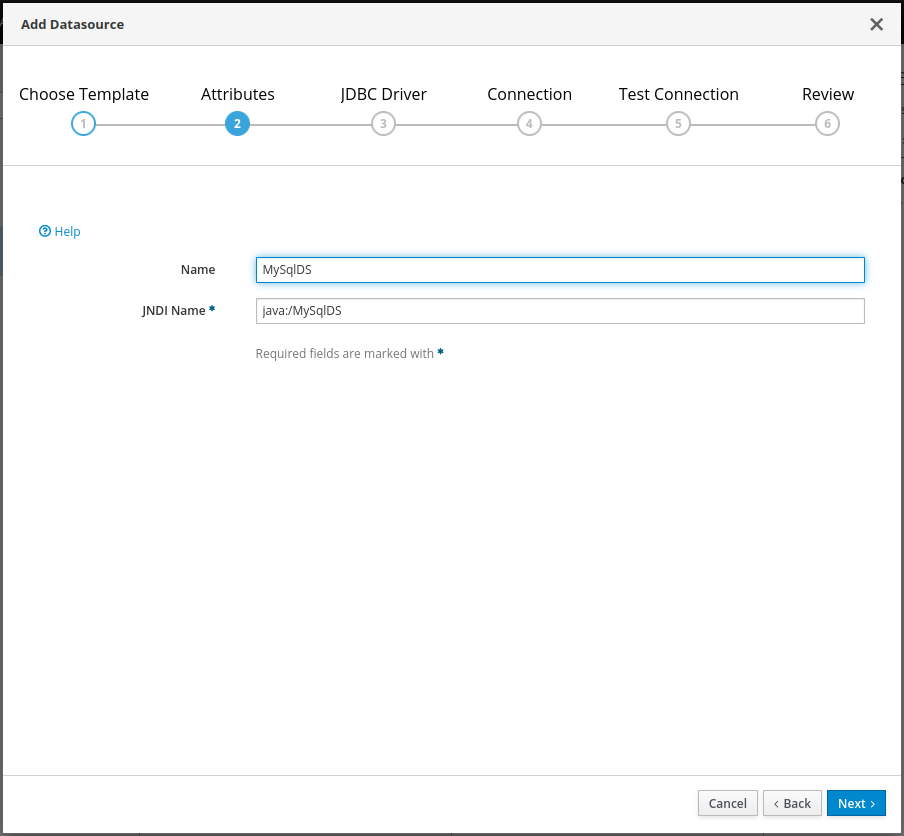 Add Datasource
Choose Template Attributes JDBC Driver Connection Test Connection Review
1 2 3 4 5 6
Help
Name MySqlDS
JNDI Name * java:/MySqlDS
Required fields are marked with *
Cancel ‹ Back Next ›